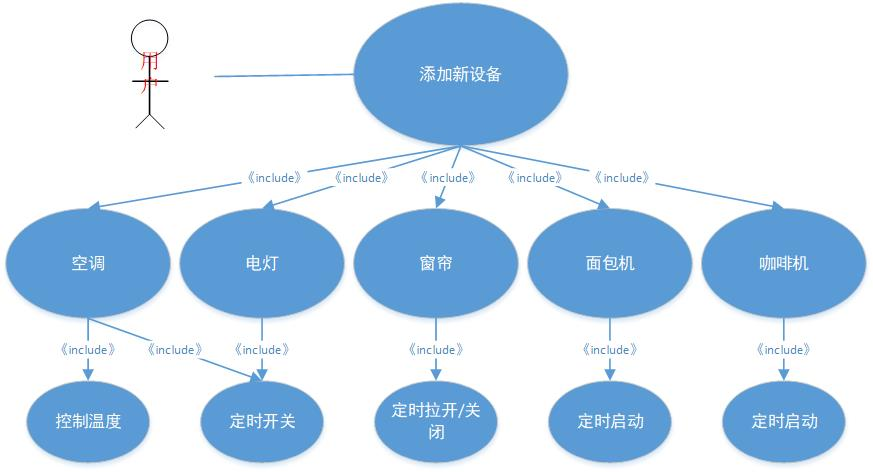 用
户
添加新设备
《include》
《include》
《include》
《include》
《include》
空调
电灯
窗帘
面包机
咖啡机
《include》
《include》
《include》
《include》
《include》
《include》
控制温度
定时开关
定时拉开/关
闭
定时启动
定时启动